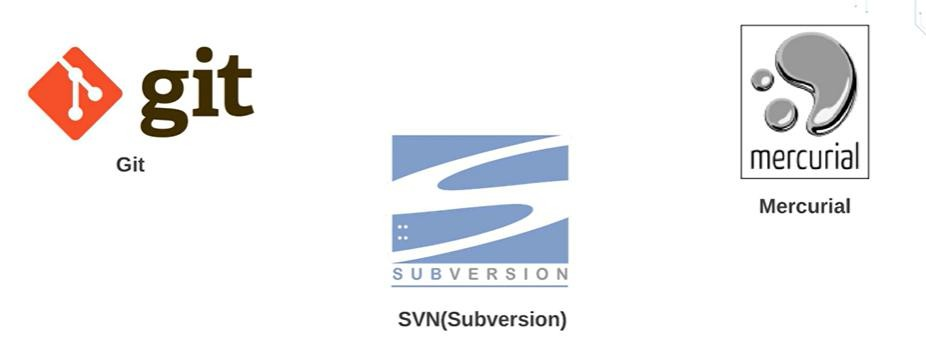 git
Git
SUBVERSION
SVN(Subversion)
mercurial
Mercurial